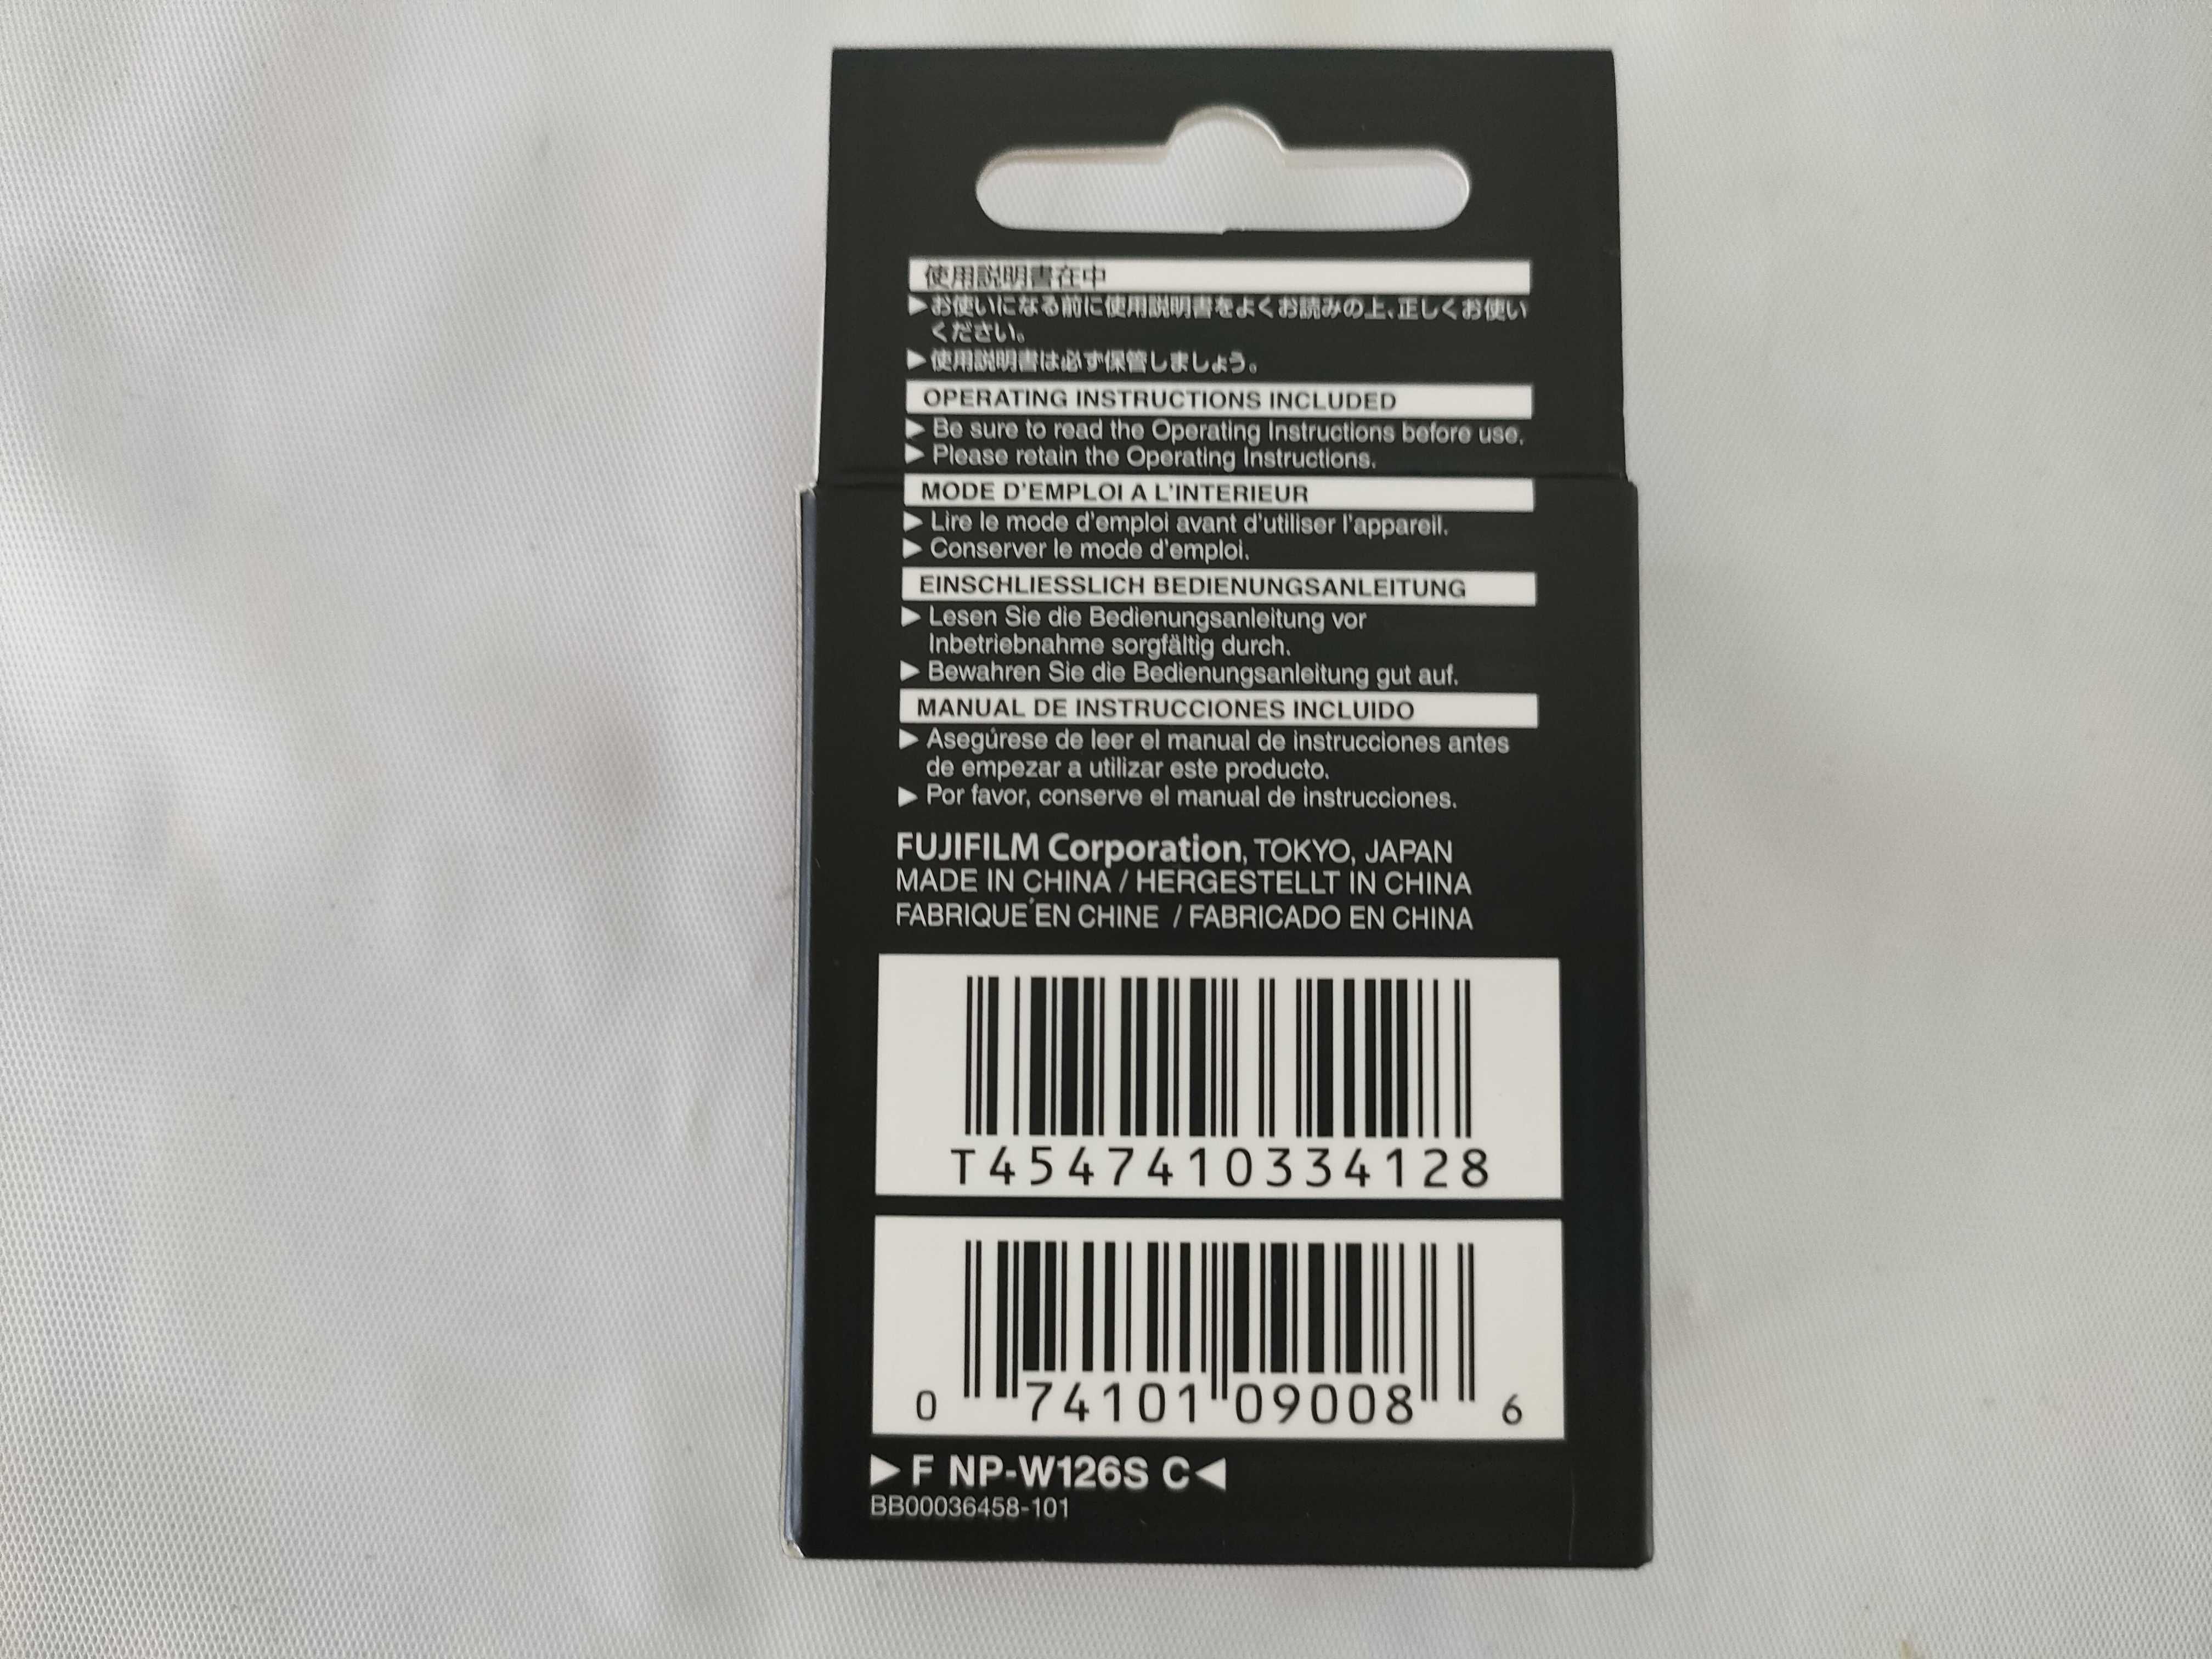 使用説明書在中
▶お使いになる前に使用説明書をよくお読みの上、正しくお使い
ください。
▶使用説明書は必ず保管しましょう。
OPERATING INSTRUCTIONS INCLUDED
▶ Be sure to read the Operating Instructions before use.
▶ Please retain the Operating Instructions.
MODE D'EMPLOI A L'INTERIEUR
▶ Lire le mode d'emploi avant d'utiliser l'appareil.
▶ Conserver le mode d'emploi.
EINSCHLIESSLICH BEDIENUNGSANLEITUNG
▶ Lesen Sie die Bedienungsanleitung vor
Inbetriebnahme sorgfältig durch.
▶ Bewahren Sie die Bedienungsanleitung gut auf.
MANUAL DE INSTRUCCIONES INCLUIDO
▶ Asegúrese de leer el manual de instrucciones antes
de empezar a utilizar este producto.
▶ Por favor, conserve el manual de instrucciones.
FUJIFILM Corporation, TOKYO, JAPAN
MADE IN CHINA / HERGESTELLT IN CHINA
FABRIQUE´EN CHINE / FABRICADO EN CHINA
T4547410334128
0 74101 09008 6
▶ F NP-W126S C◀
BB00036458-101